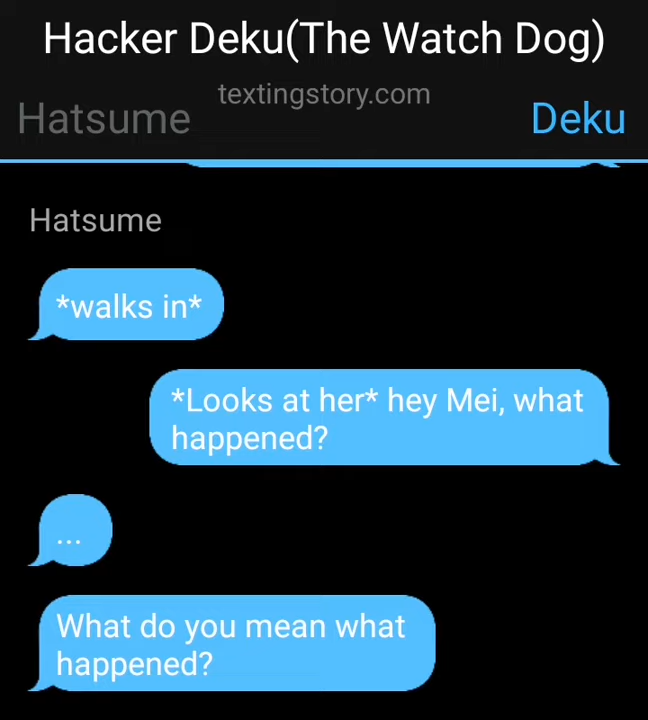 Hacker Deku(The Watch Dog)
textingstory.com
Hatsume
Deku
Hatsume
*walks in*
*Looks at her* hey Mei, what
happened?
...
What do you mean what
happened?